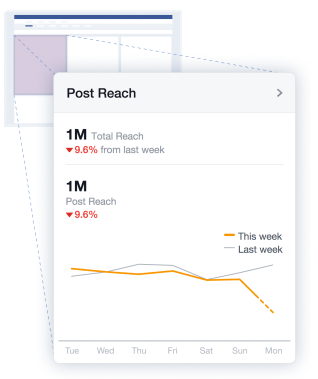 Post Reach
1M Total Reach
9.6% from last week
1M
Post Reach
9.6%
This week
Last week
Tue Wed Thu Fri Sat Sun Mon